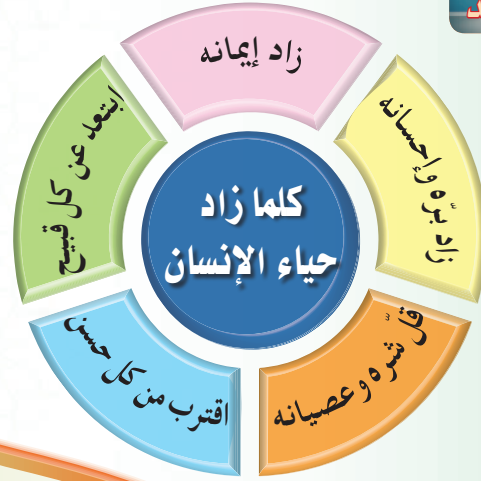 كلما زاد
حياء الإنسان
زاد إيمانه
زاد برّه وإحسانه
قلّ شره وعصيانه
اقترب من كل حسن
ابتعد عن كل قبيح